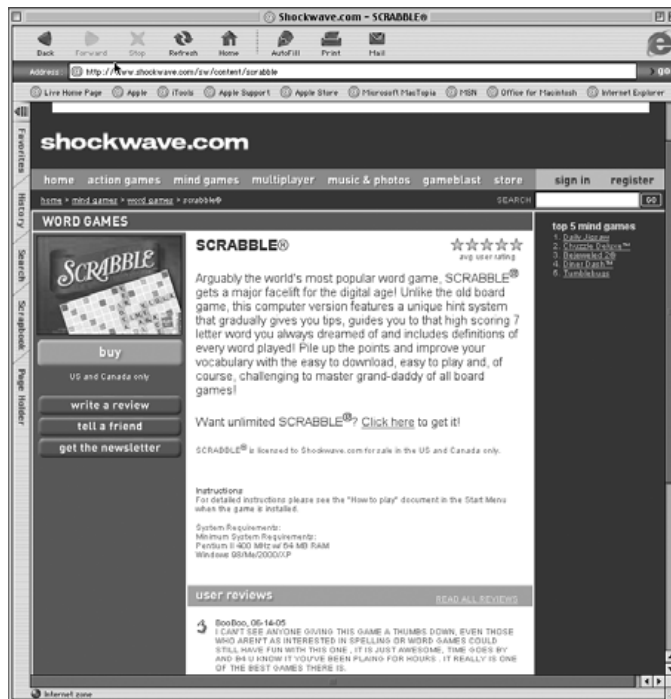 Shockwave.com – SCRABBLE®
Back Forward Stop Refresh Home AutoFill Print Mail
Address: http://www.shockwave.com/sw/content/scrabble go
Live Home Page Apple iTools Apple Support Apple Store Microsoft MacTopia MSN Office for Macintosh Internet Explorer
Favorites
History
Search
Scrapbook
Page Holder
shockwave.com
home action games mind games multiplayer music & photos gameblast store sign in register
home > mind games > word games > scrabble® SEARCH GO
WORD GAMES
SCRABBLE
buy
US and Canada only
write a review
tell a friend
get the newsletter
SCRABBLE®
avg user rating
Arguably the world's most popular word game, SCRABBLE®
gets a major facelift for the digital age! Unlike the old board
game, this computer version features a unique hint system
that gradually gives you tips, guides you to that high scoring 7
letter word you always dreamed of and includes definitions of
every word played! Pile up the points and improve your
vocabulary with the easy to download, easy to play and, of
course, challenging to master grand-daddy of all board
games!
Want unlimited SCRABBLE®? Click here to get it!
SCRABBLE® is licensed to Shockwave.com for sale in the US and Canada only.
Instructions
For detailed instructions please see the "How to play" document in the Start Menu
when the game is installed.
System Requirements:
Minimum System Requirements:
Pentium II 400 MHz w/ 64 MB RAM
Windows 98/Me/2000/XP
user reviews READ ALL REVIEWS
BooBoo, 06-14-05
I CAN'T SEE ANYONE GIVING THIS GAME A THUMBS DOWN, EVEN THOSE
WHO AREN'T AS INTERESTED IN SPELLING OR WORD GAMES COULD
STILL HAVE FUN WITH THIS ONE , IT IS JUST AWESOME, TIME GOES BY
AND B4 U KNOW IT YOU'VE BEEN PLAING FOR HOURS . IT REALLY IS ONE
OF THE BEST GAMES THERE IS.
top 5 mind games
1. Daily Jigsaw
2. Chuzzle Deluxe™
3. Bejeweled 2®
4. Diner Dash™
5. Tumblebugs
Internet zone